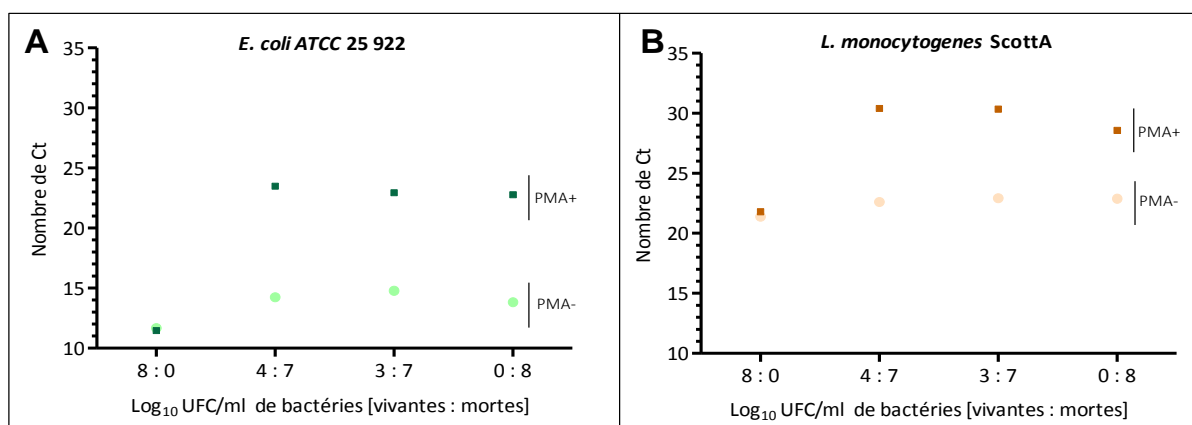 A
E. coli ATCC 25 922
Nombre de Ct
35
30
25
20
15
10
PMA+
PMA-
8 : 0
4 : 7
3 : 7
0 : 8
Log10 UFC/ml de bactéries [vivantes : mortes]
B
L. monocytogenes ScottA
Nombre de Ct
35
30
25
20
15
10
PMA+
PMA-
8 : 0
4 : 7
3 : 7
0 : 8
Log10 UFC/ml de bactéries [vivantes : mortes]